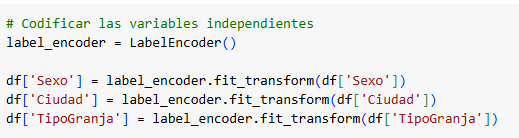 # Codificar las variables independientes
label_encoder = LabelEncoder()
df['Sexo'] = label_encoder.fit_transform(df['Sexo'])
df['Ciudad'] = label_encoder.fit_transform(df['Ciudad'])
df['TipoGranja'] = label_encoder.fit_transform(df['TipoGranja'])